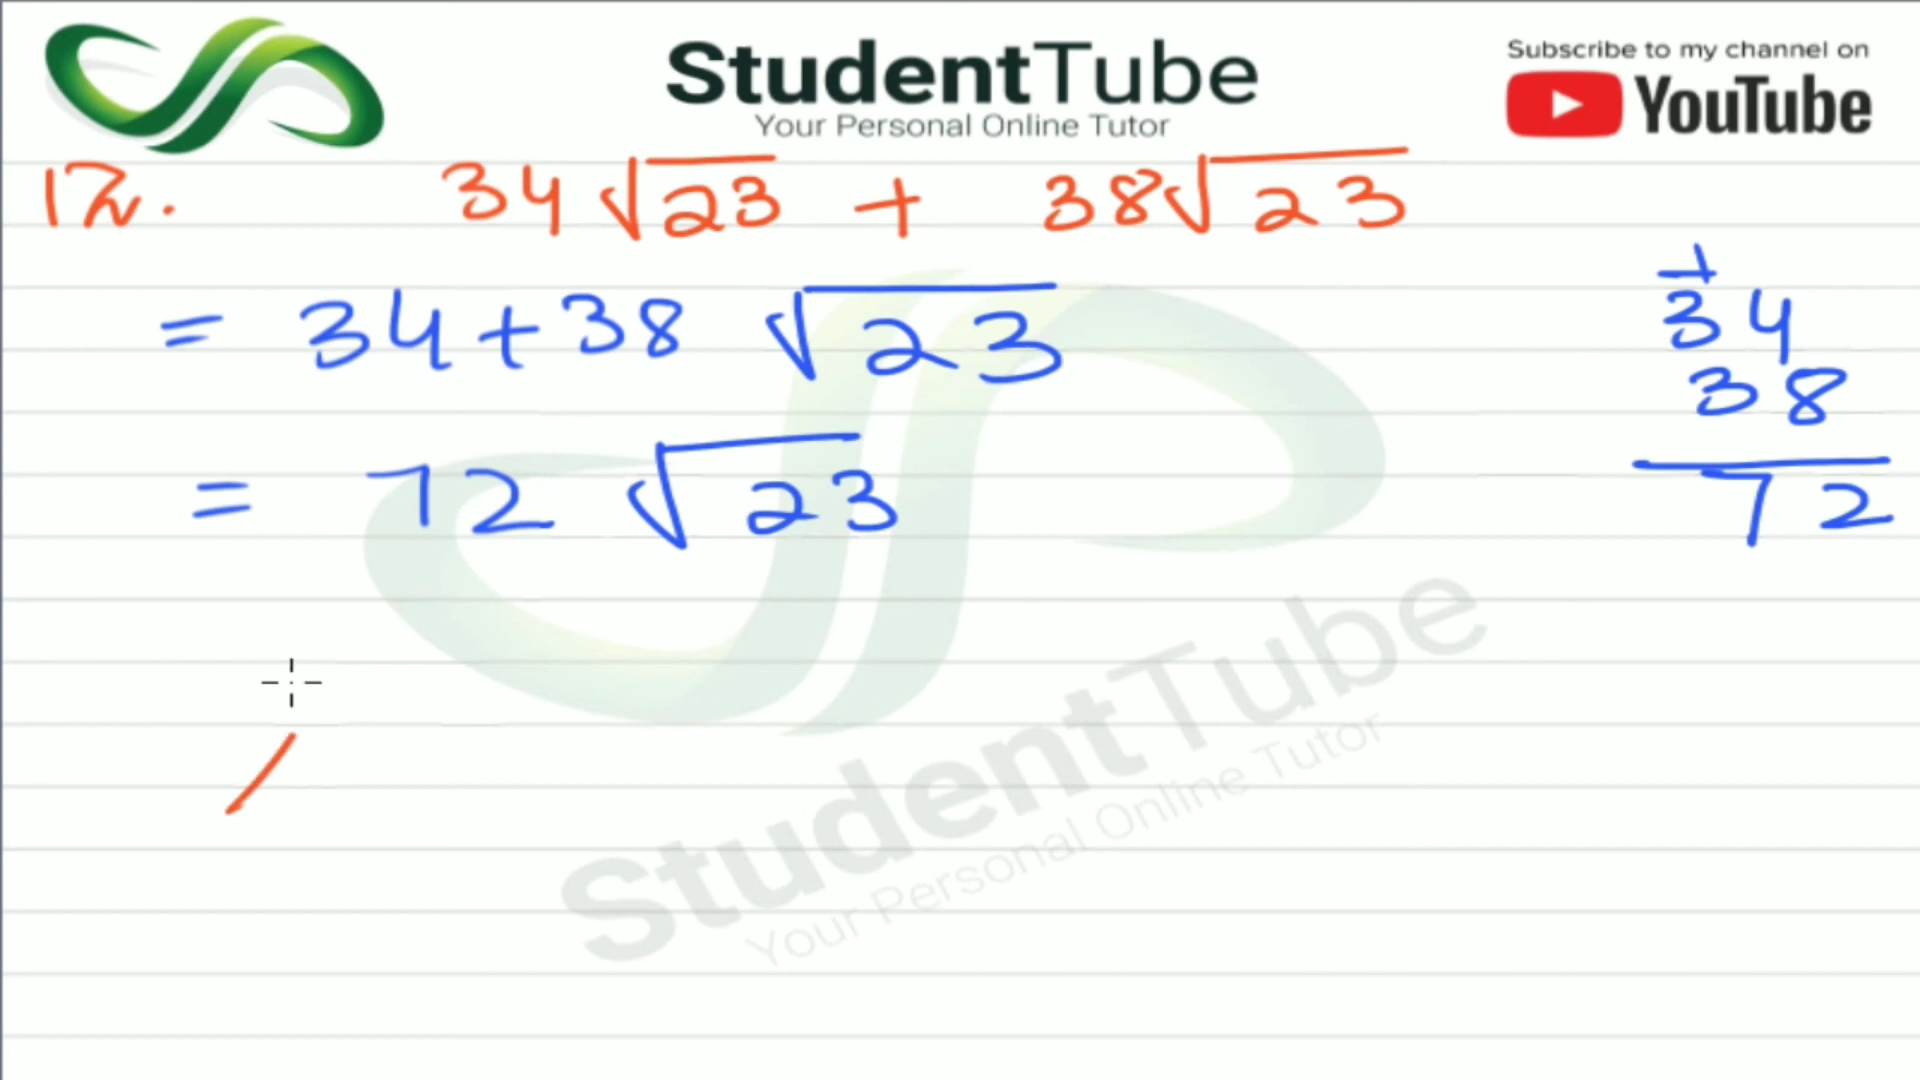 StudentTube
Your Personal Online Tutor
Subscribe to my channel on
YouTube
12. 34√23 + 38√23
= 34+38 √23
= 72 √23
1
34
38
72
StudentTube
Your Personal Online Tutor